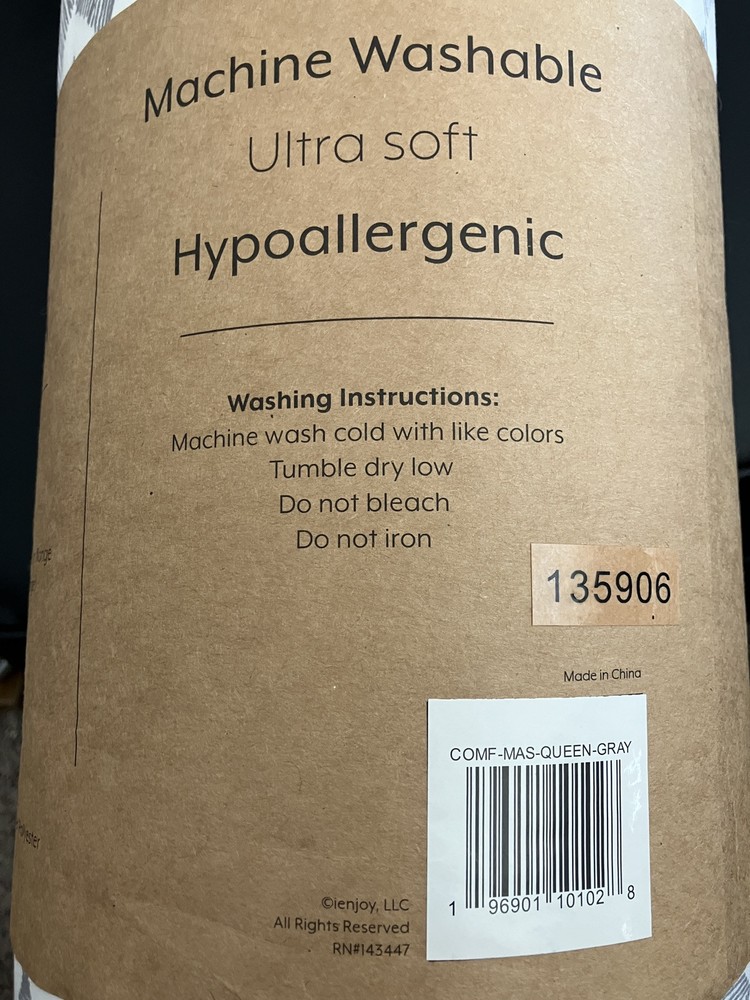 Machine Washable
Ultra soft
Hypoallergenic
Washing Instructions:
Machine wash cold with like colors
Tumble dry low
Do not bleach
Do not iron
135906
Made in China
COMF-MAS-QUEEN-GRAY
1 96901 10102 8
©ienjoy, LLC
All Rights Reserved
RN#143447